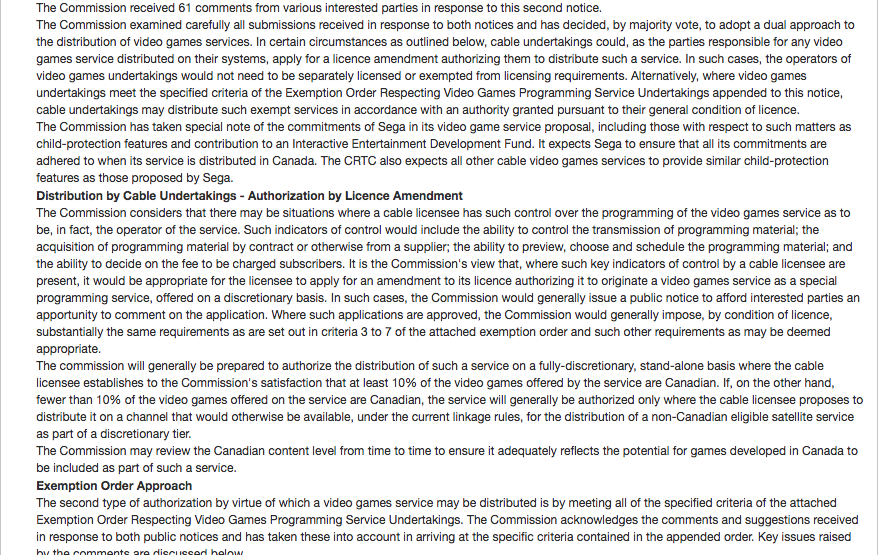 The Commission received 61 comments from various interested parties in response to this second notice.
The Commission examined carefully all submissions received in response to both notices and has decided, by majority vote, to adopt a dual approach to
the distribution of video games services. In certain circumstances as outlined below, cable undertakings could, as the parties responsible for any video
games service distributed on their systems, apply for a licence amendment authorizing them to distribute such a service. In such cases, the operators of
video games undertakings would not need to be separately licensed or exempted from licensing requirements. Alternatively, where video games
undertakings meet the specified criteria of the Exemption Order Respecting Video Games Programming Service Undertakings appended to this notice,
cable undertakings may distribute such exempt services in accordance with an authority granted pursuant to their general condition of licence.
The Commission has taken special note of the commitments of Sega in its video game service proposal, including those with respect to such matters as
child-protection features and contribution to an Interactive Entertainment Development Fund. It expects Sega to ensure that all its commitments are
adhered to when its service is distributed in Canada. The CRTC also expects all other cable video games services to provide similar child-protection
features as those proposed by Sega.
Distribution by Cable Undertakings - Authorization by Licence Amendment
The Commission considers that there may be situations where a cable licensee has such control over the programming of the video games service as to
be, in fact, the operator of the service. Such indicators of control would include the ability to control the transmission of programming material; the
acquisition of programming material by contract or otherwise from a supplier; the ability to preview, choose and schedule the programming material; and
the ability to decide on the fee to be charged subscribers. It is the Commission's view that, where such key indicators of control by a cable licensee are
present, it would be appropriate for the licensee to apply for an amendment to its licence authorizing it to originate a video games service as a special
programming service, offered on a discretionary basis. In such cases, the Commission would generally issue a public notice to afford interested parties an
opportunity to comment on the application. Where such applications are approved, the Commission would generally impose, by condition of licence,
substantially the same requirements as are set out in criteria 3 to 7 of the attached exemption order and such other requirements as may be deemed
appropriate.
The commission will generally be prepared to authorize the distribution of such a service on a fully-discretionary, stand-alone basis where the cable
licensee establishes to the Commission's satisfaction that at least 10% of the video games offered by the service are Canadian. If, on the other hand,
fewer than 10% of the video games offered on the service are Canadian, the service will generally be authorized only where the cable licensee proposes to
distribute it on a channel that would otherwise be available, under the current linkage rules, for the distribution of a non-Canadian eligible satellite service
as part of a discretionary tier.
The Commission may review the Canadian content level from time to time to ensure it adequately reflects the potential for games developed in Canada to
be included as part of such a service.
Exemption Order Approach
The second type of authorization by virtue of which a video games service may be distributed is by meeting all of the specified criteria of the attached
Exemption Order Respecting Video Games Programming Service Undertakings. The Commission acknowledges the comments and suggestions received
in response to both public notices and has taken these into account in arriving at the specific criteria contained in the appended order. Key issues raised
by the comments are discussed below.